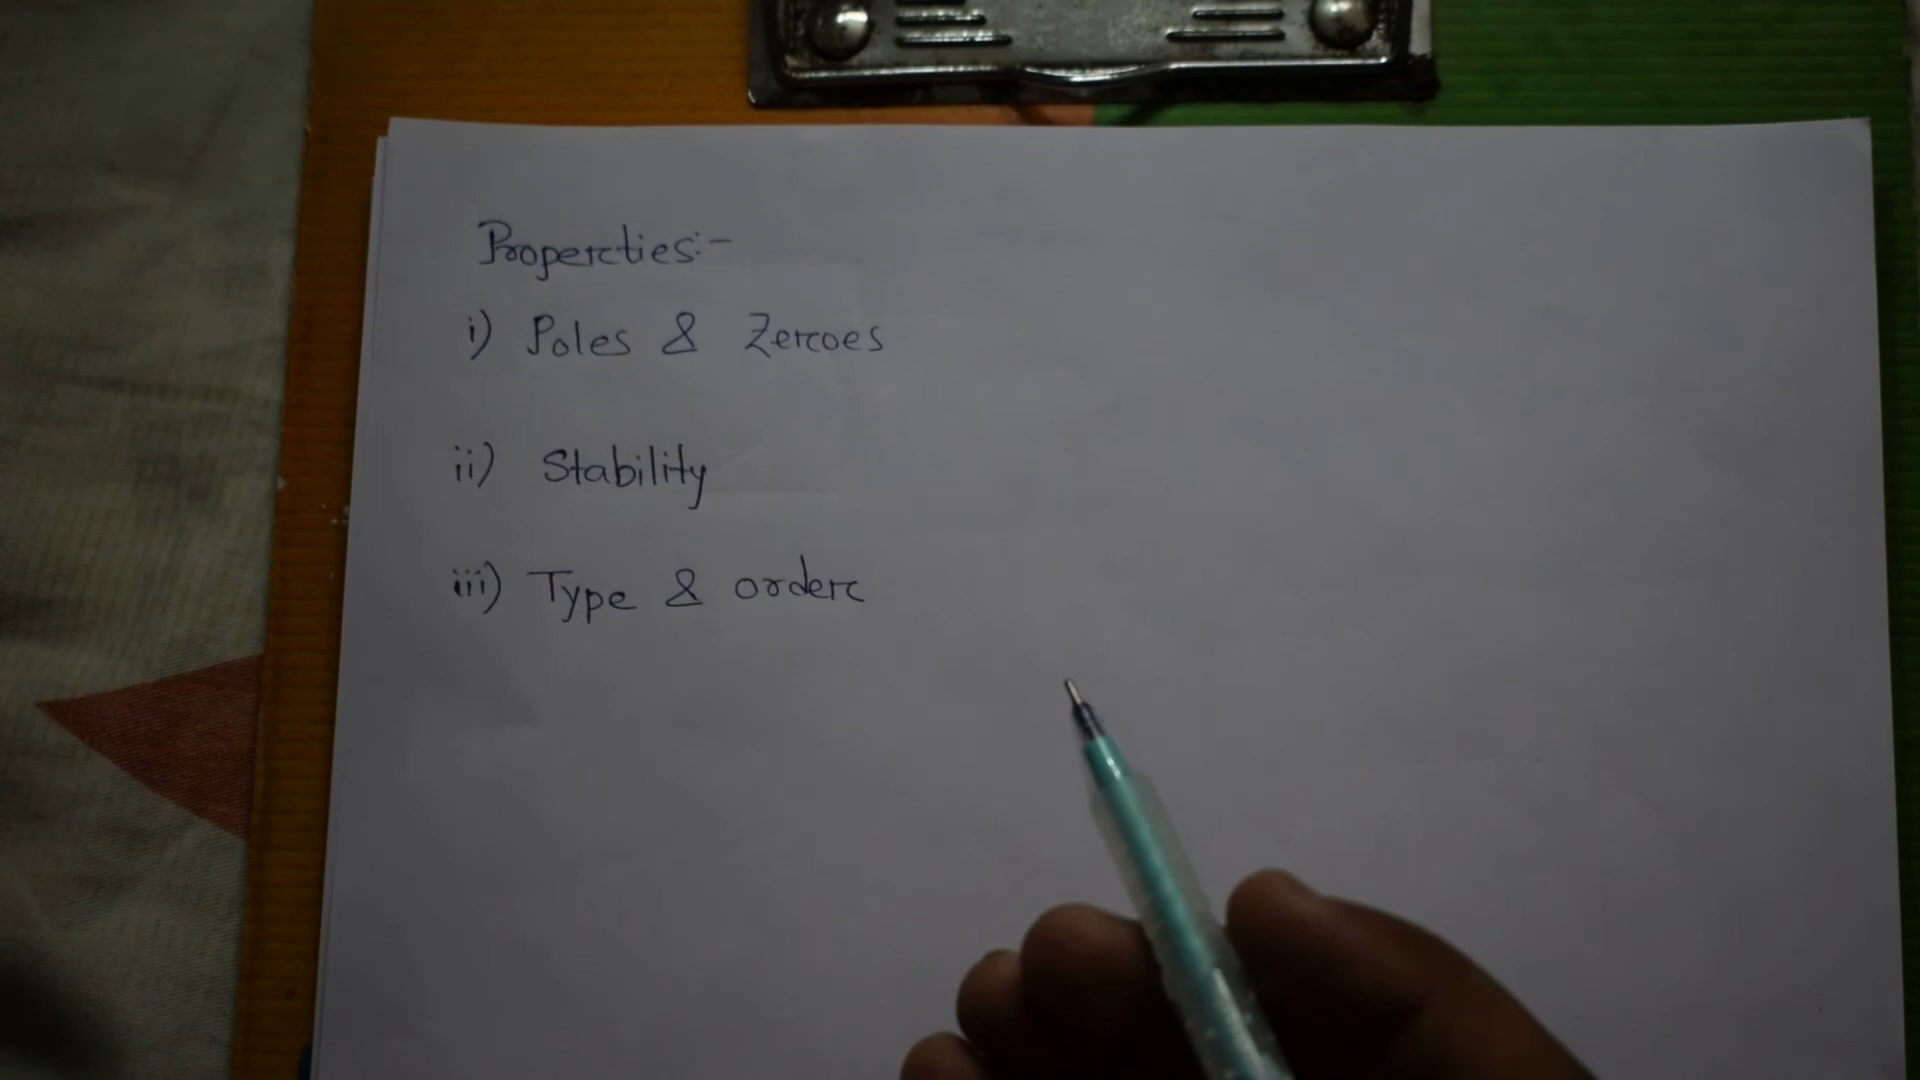 Properties:-
i) Poles & Zeroes
ii) Stability
iii) Type & order